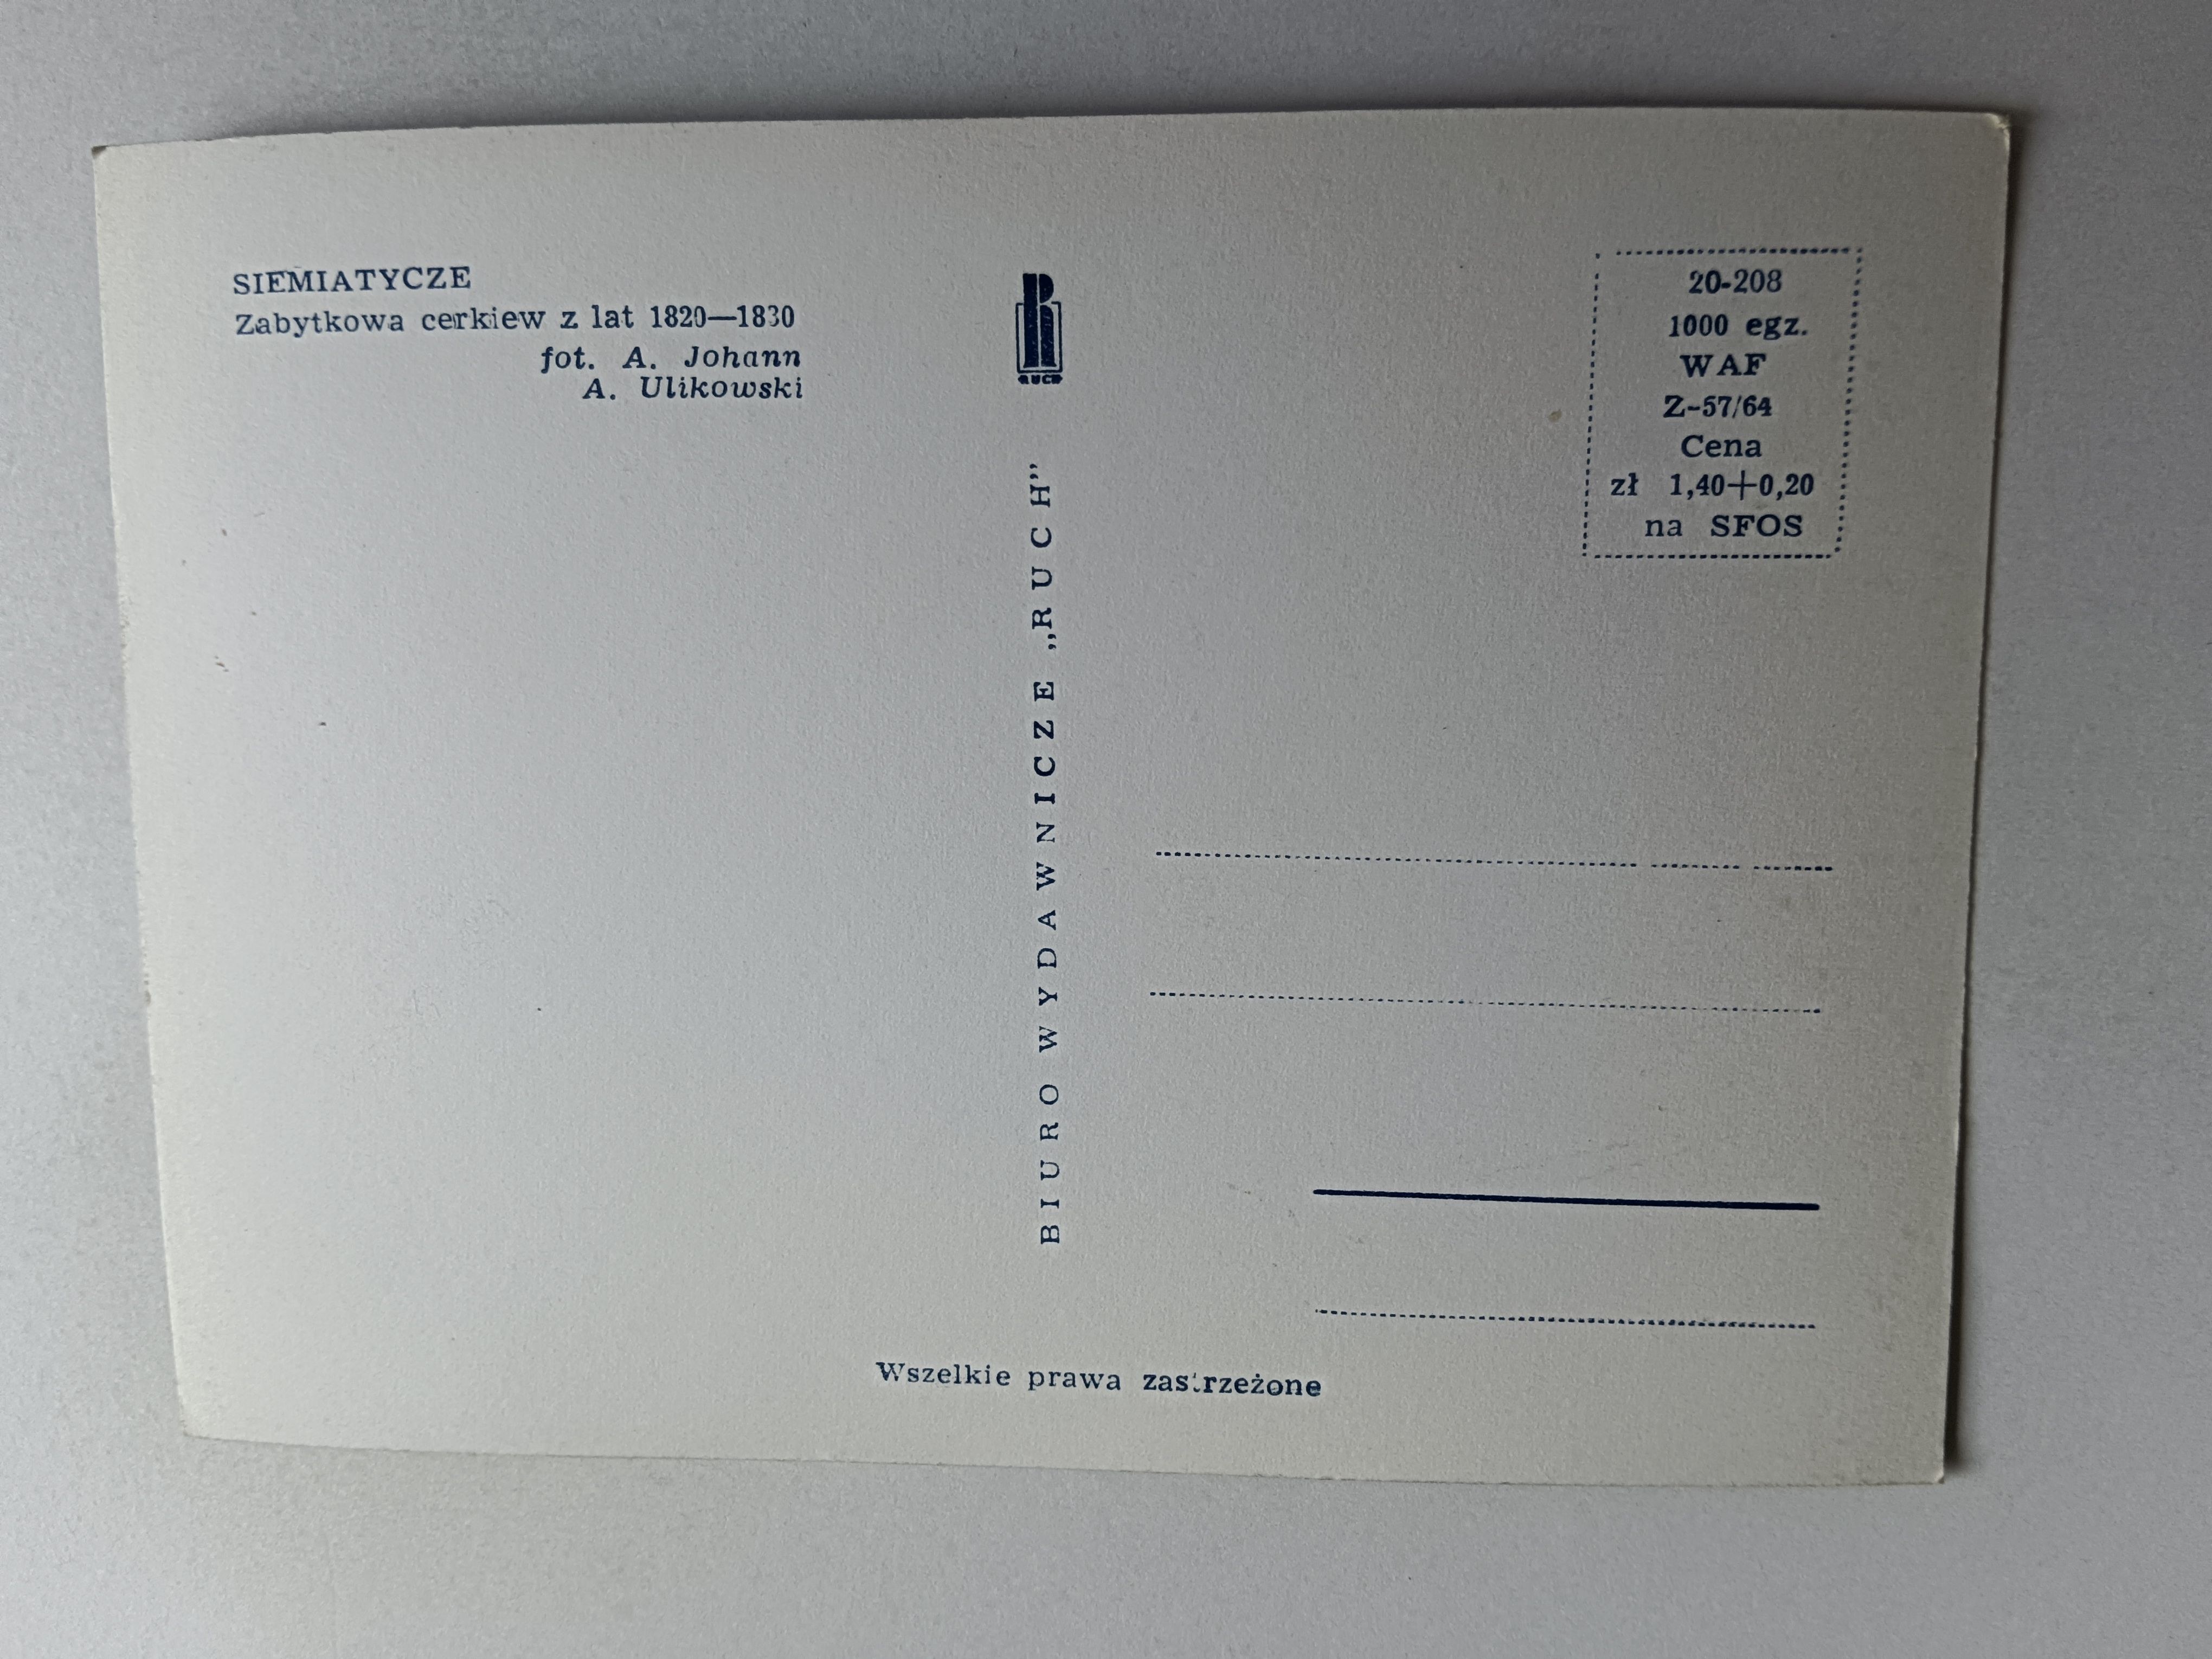 SIEMIATYCZE
Zabytkowa cerkiew z lat 1820—1830
fot. A. Johann
A. Ulikowski
RUCH
BIURO WYDAWNICZE „RUCH”
20-208
1000 egz.
WAF
Z-57/64
Cena
zł 1,40+0,20
na SFOS
Wszelkie prawa zastrzeżone